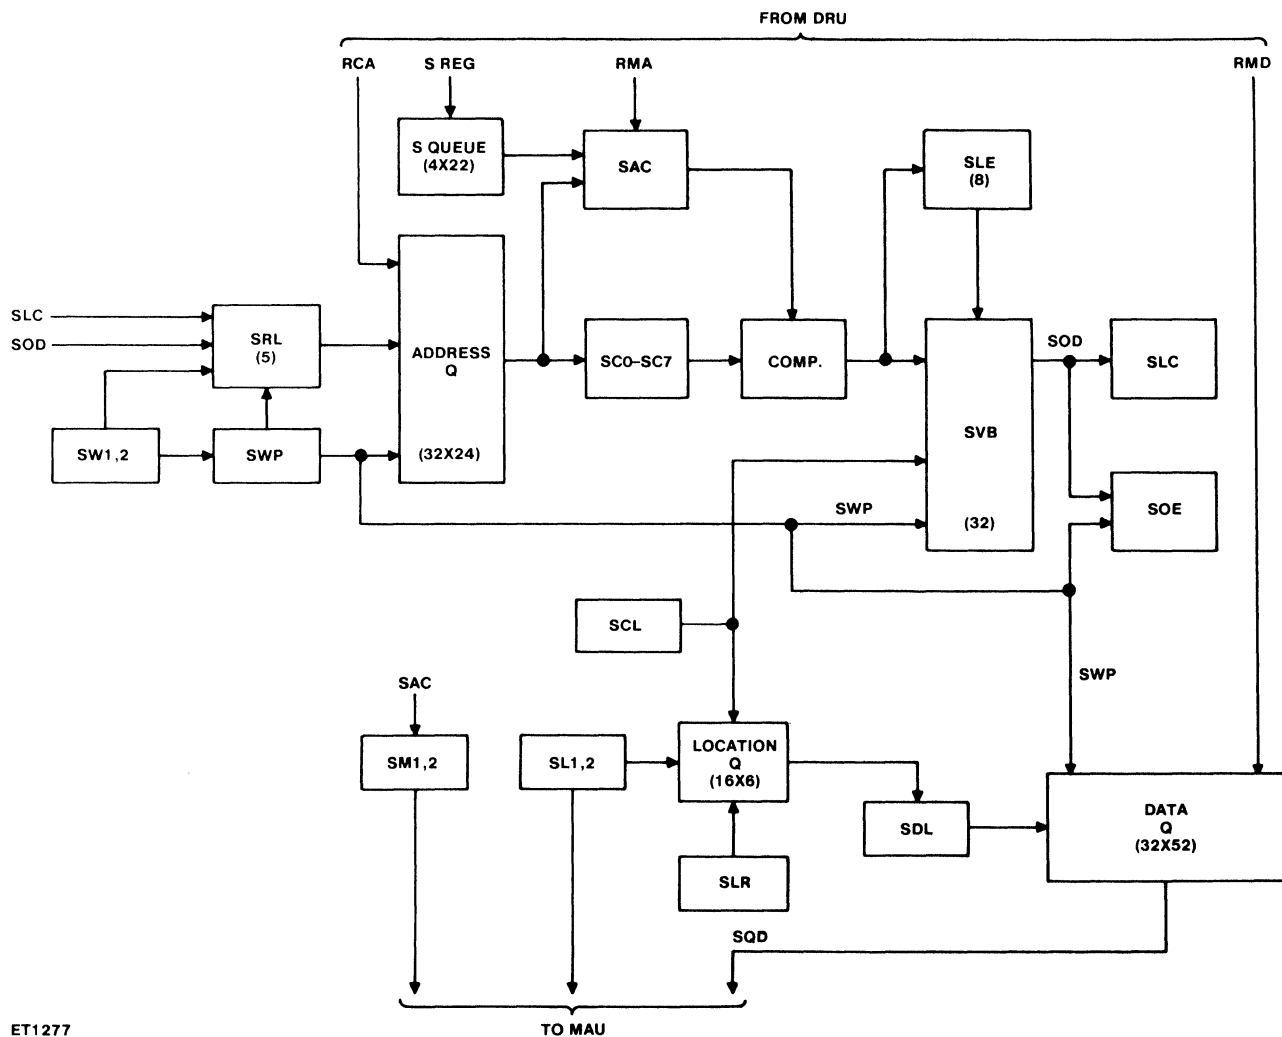 FROM DRU
RCA
S REG
RMA
RMD
S QUEUE
(4X22)
SAC
SLE
(8)
SLC
SOD
SRL
(5)
ADDRESS
Q
(32X24)
SC0-SC7
COMP.
SVB
(32)
SOD
SLC
SW1,2
SWP
SWP
SOE
SCL
SWP
SAC
SM1,2
SL1,2
LOCATION
Q
(16X6)
SDL
DATA
Q
(32X52)
SLR
SQD
TO MAU
ET1277